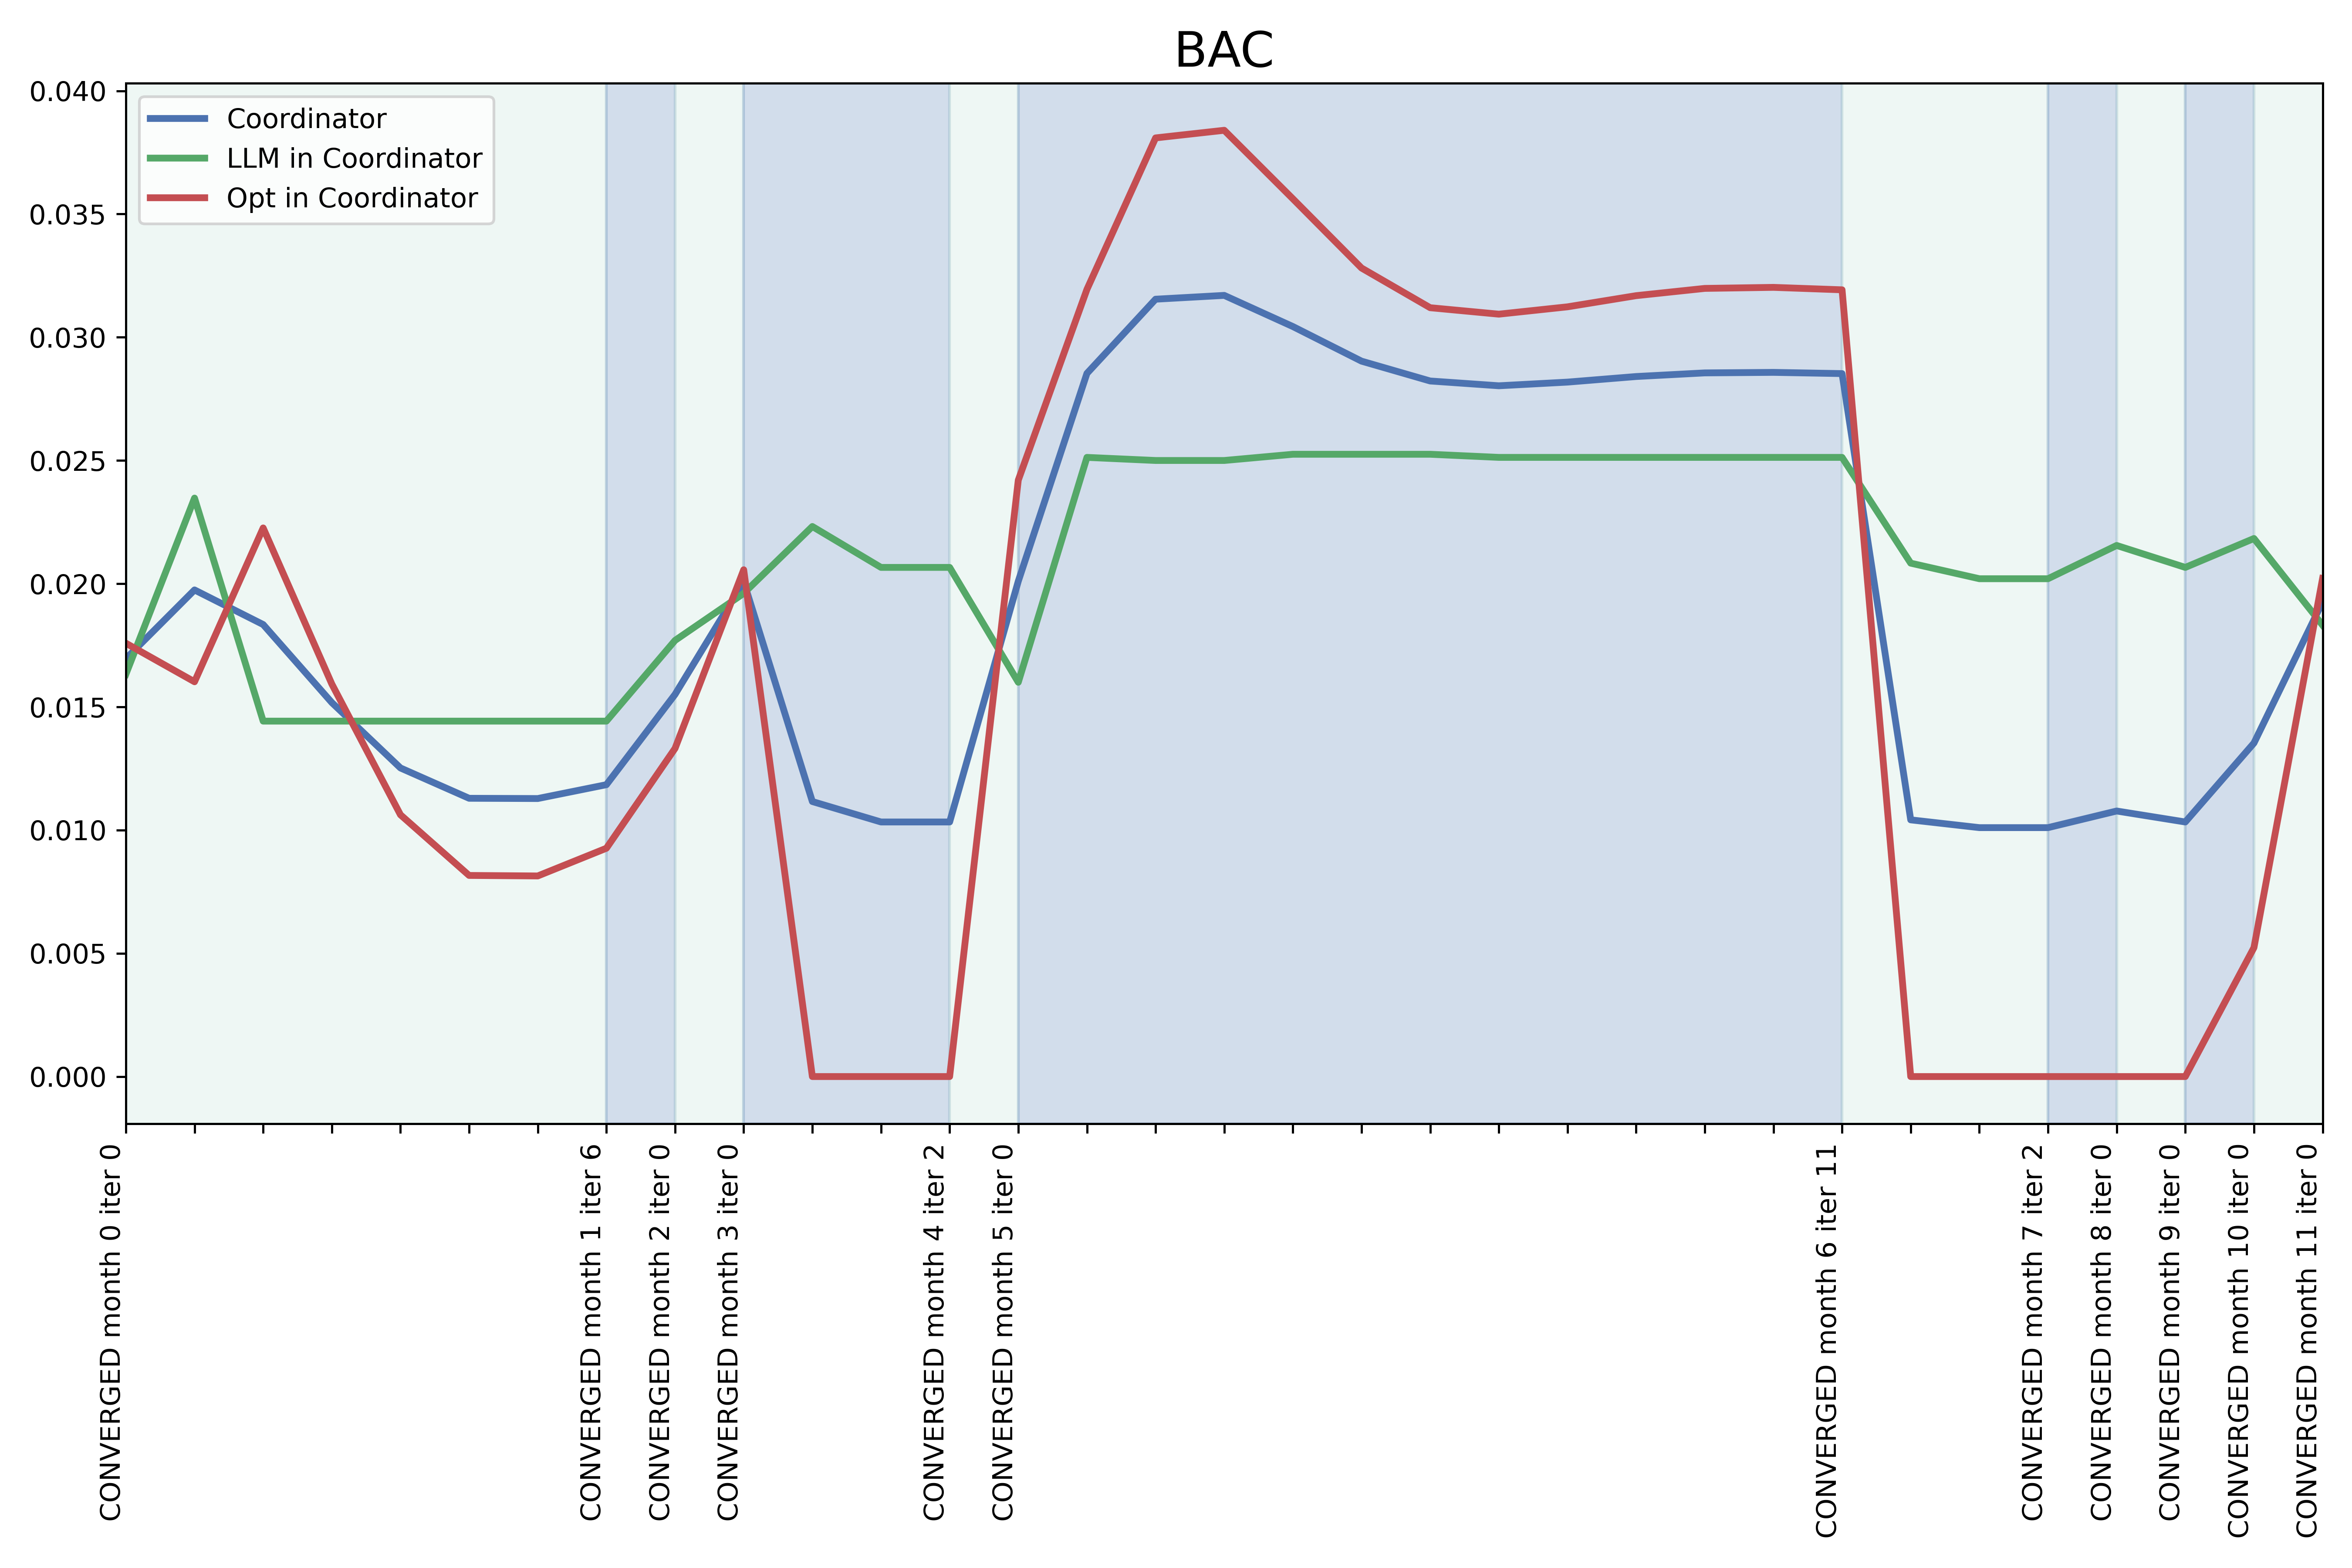 BAC
0.040
0.035
0.030
0.025
0.020
0.015
0.010
0.005
0.000
Coordinator
LLM in Coordinator
Opt in Coordinator
CONVERGED month 0 iter 0
CONVERGED month 1 iter 6
CONVERGED month 2 iter 0
CONVERGED month 3 iter 0
CONVERGED month 4 iter 2
CONVERGED month 5 iter 0
CONVERGED month 6 iter 11
CONVERGED month 7 iter 2
CONVERGED month 8 iter 0
CONVERGED month 9 iter 0
CONVERGED month 10 iter 0
CONVERGED month 11 iter 0